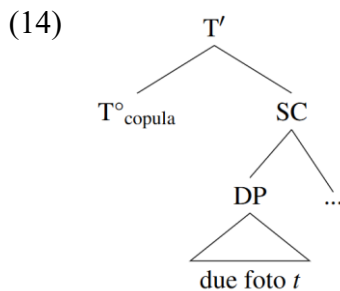 (14)
T′
T°copula SC
DP ...
due foto t